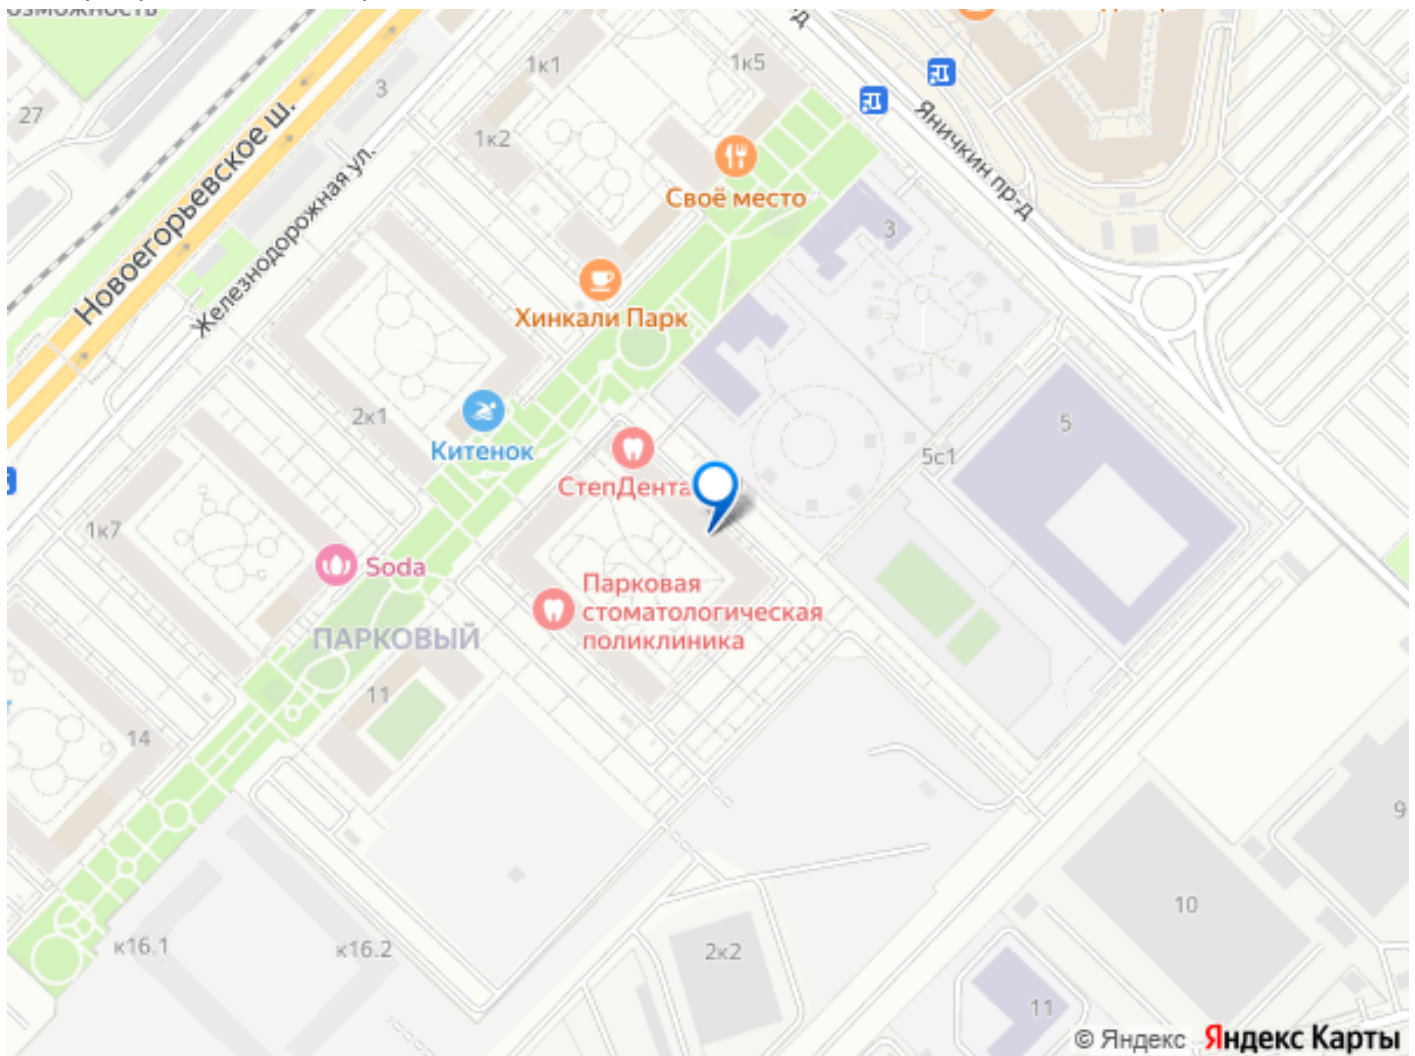 1к1
1к5
3
27
1к2
Новоегорьевское ш.
Железнодорожная ул.
Яничкин пр-д
Своё место
3
Хинкали Парк
2к1
Китенок
5
5с1
СтепДента
1к7
Soda
Парковая
стоматологическая
поликлиника
ПАРКОВЫЙ
11
14
9
10
к16.1
к16.2
2к2
11
© Яндекс Яндекс Карты